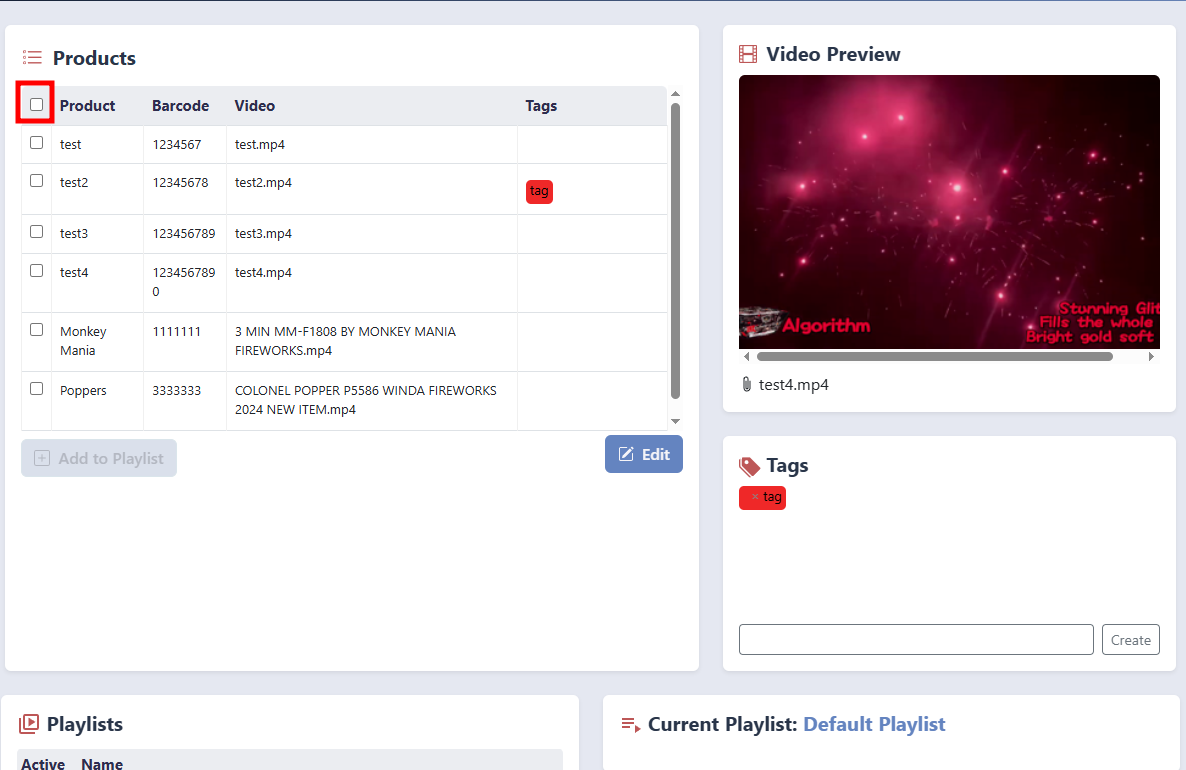 Products
Product Barcode Video Tags
test 1234567 test.mp4
test2 12345678 test2.mp4 tag
test3 123456789 test3.mp4
test4 123456789 test4.mp4
0
Monkey 1111111 3 MIN MM-F1808 BY MONKEY MANIA
Mania FIREWORKS.mp4
Poppers 3333333 COLONEL POPPER P5586 WINDA FIREWORKS
2024 NEW ITEM.mp4
Add to Playlist Edit
Video Preview
Algorithm
Stunning Glit
Fills the whole
Bright gold soft
test4.mp4
Tags
× tag
Create
Playlists
Active Name
Current Playlist: Default Playlist